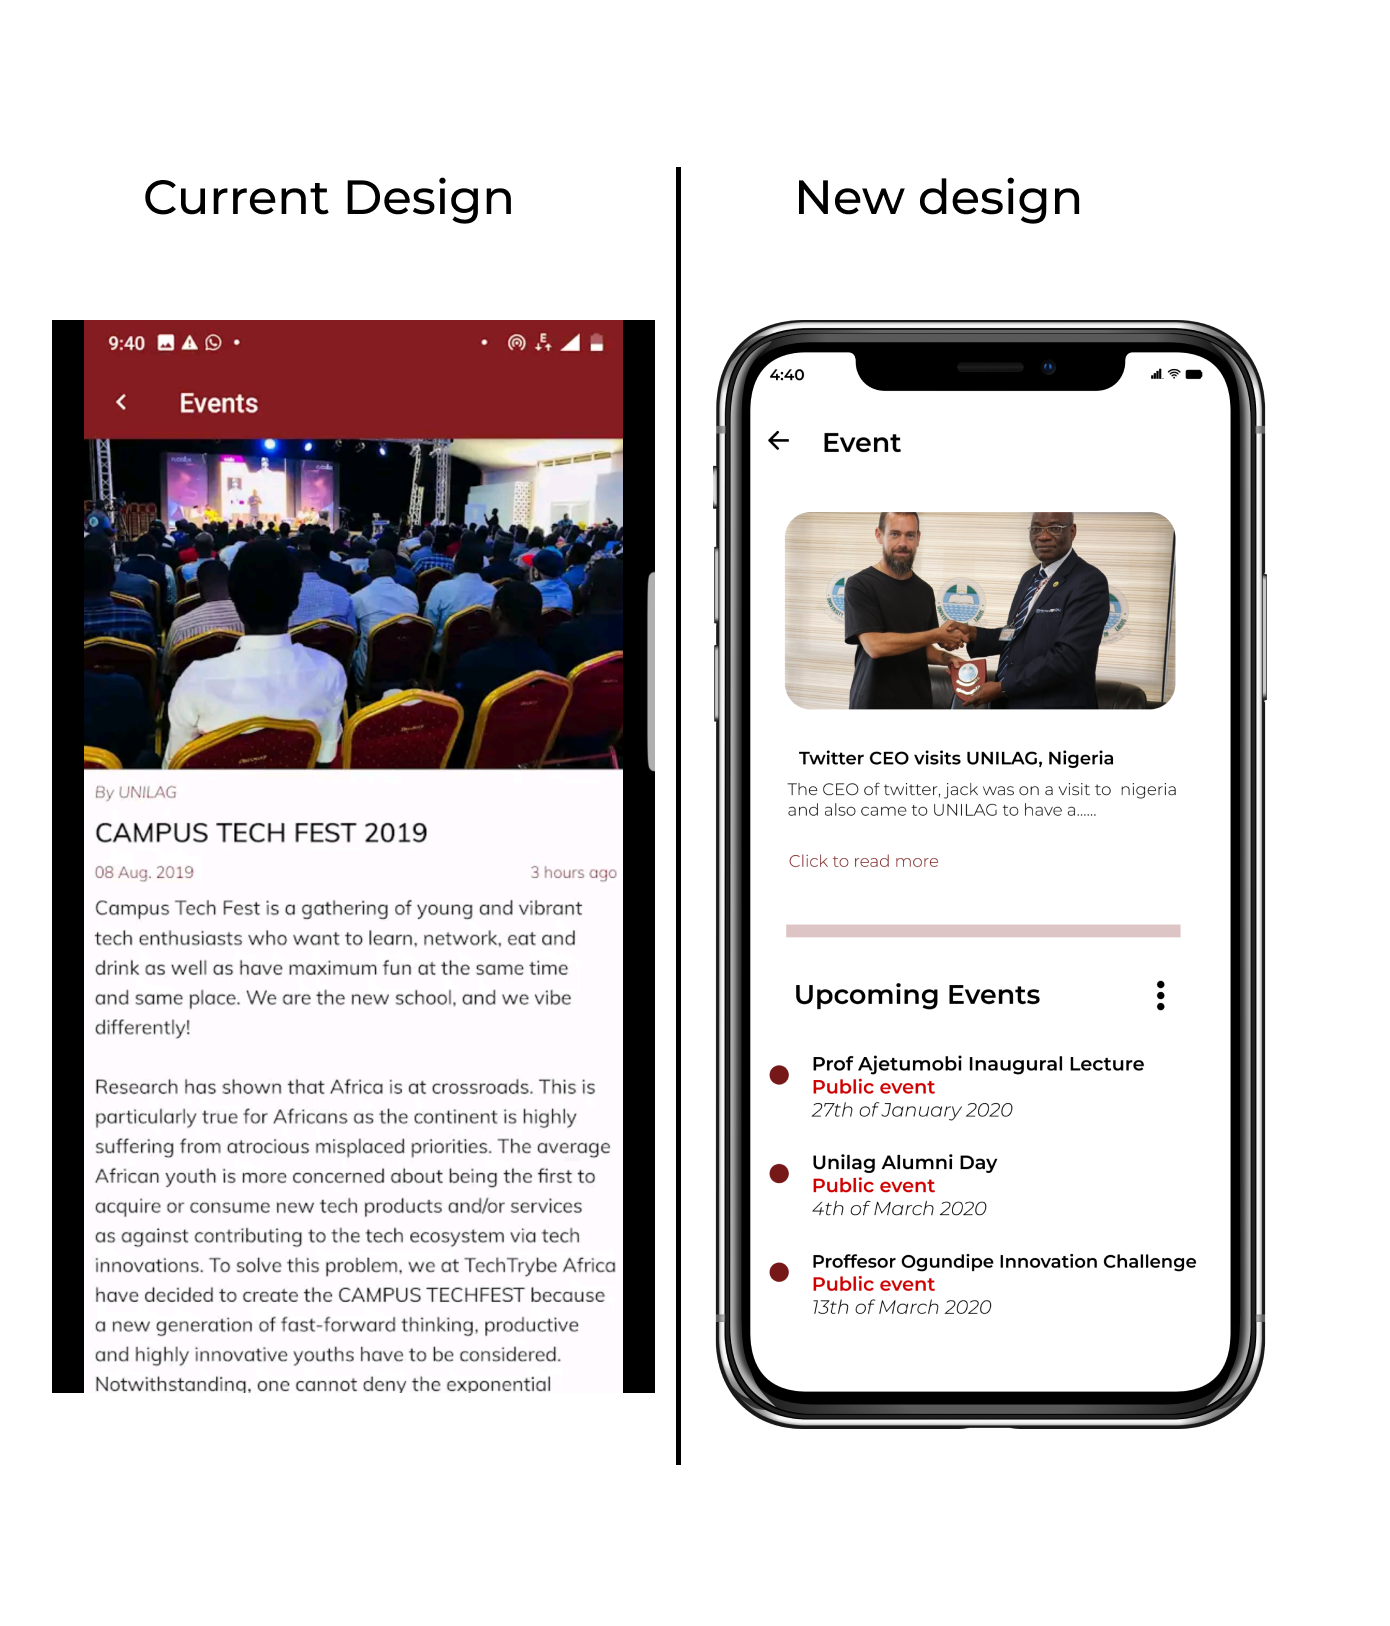 Current Design
New design
9:40
Events
By UNILAG
CAMPUS TECH FEST 2019
08 Aug. 2019
3 hours ago
Campus Tech Fest is a gathering of young and vibrant
tech enthusiasts who want to learn, network, eat and
drink as well as have maximum fun at the same time
and same place. We are the new school, and we vibe
differently!
Research has shown that Africa is at crossroads. This is
particularly true for Africans as the continent is highly
suffering from atrocious misplaced priorities. The average
African youth is more concerned about being the first to
acquire or consume new tech products and/or services
as against contributing to the tech ecosystem via tech
innovations. To solve this problem, we at TechTrybe Africa
have decided to create the CAMPUS TECHFEST because
a new generation of fast-forward thinking, productive
and highly innovative youths have to be considered.
Notwithstanding, one cannot deny the exponential
4:40
Event
Twitter CEO visits UNILAG, Nigeria
The CEO of twitter, jack was on a visit to nigeria
and also came to UNILAG to have a......
Click to read more
Upcoming Events
Prof Ajetumobi Inaugural Lecture
Public event
27th of January 2020
Unilag Alumni Day
Public event
4th of March 2020
Proffesor Ogundipe Innovation Challenge
Public event
13th of March 2020